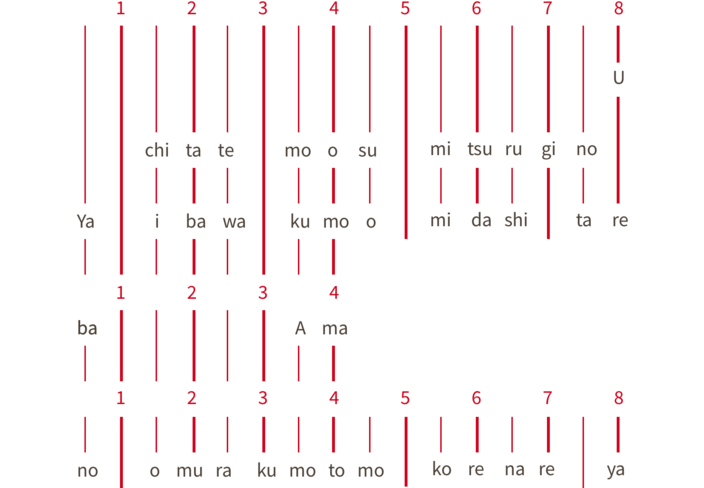 1 2 3 4 5 6 7 8
U
chi ta te mo o su mi tsu ru gi no
Ya i ba wa ku mo o mi da shi ta re
1 2 3 4
ba A ma
1 2 3 4 5 6 7 8
no o mu ra ku mo to mo ko re na re ya